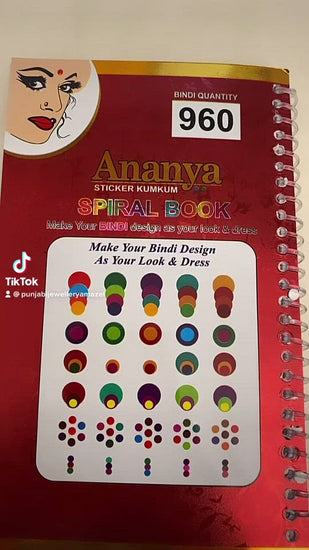 BINDI QUANTITY
960
Ananya
STICKER KUMKUM
SPIRAL BOOK
Make Your BINDI design as your look & dress
Make Your Bindi Design
As Your Look & Dress
TikTok
@ punjabijewelleryamazaf